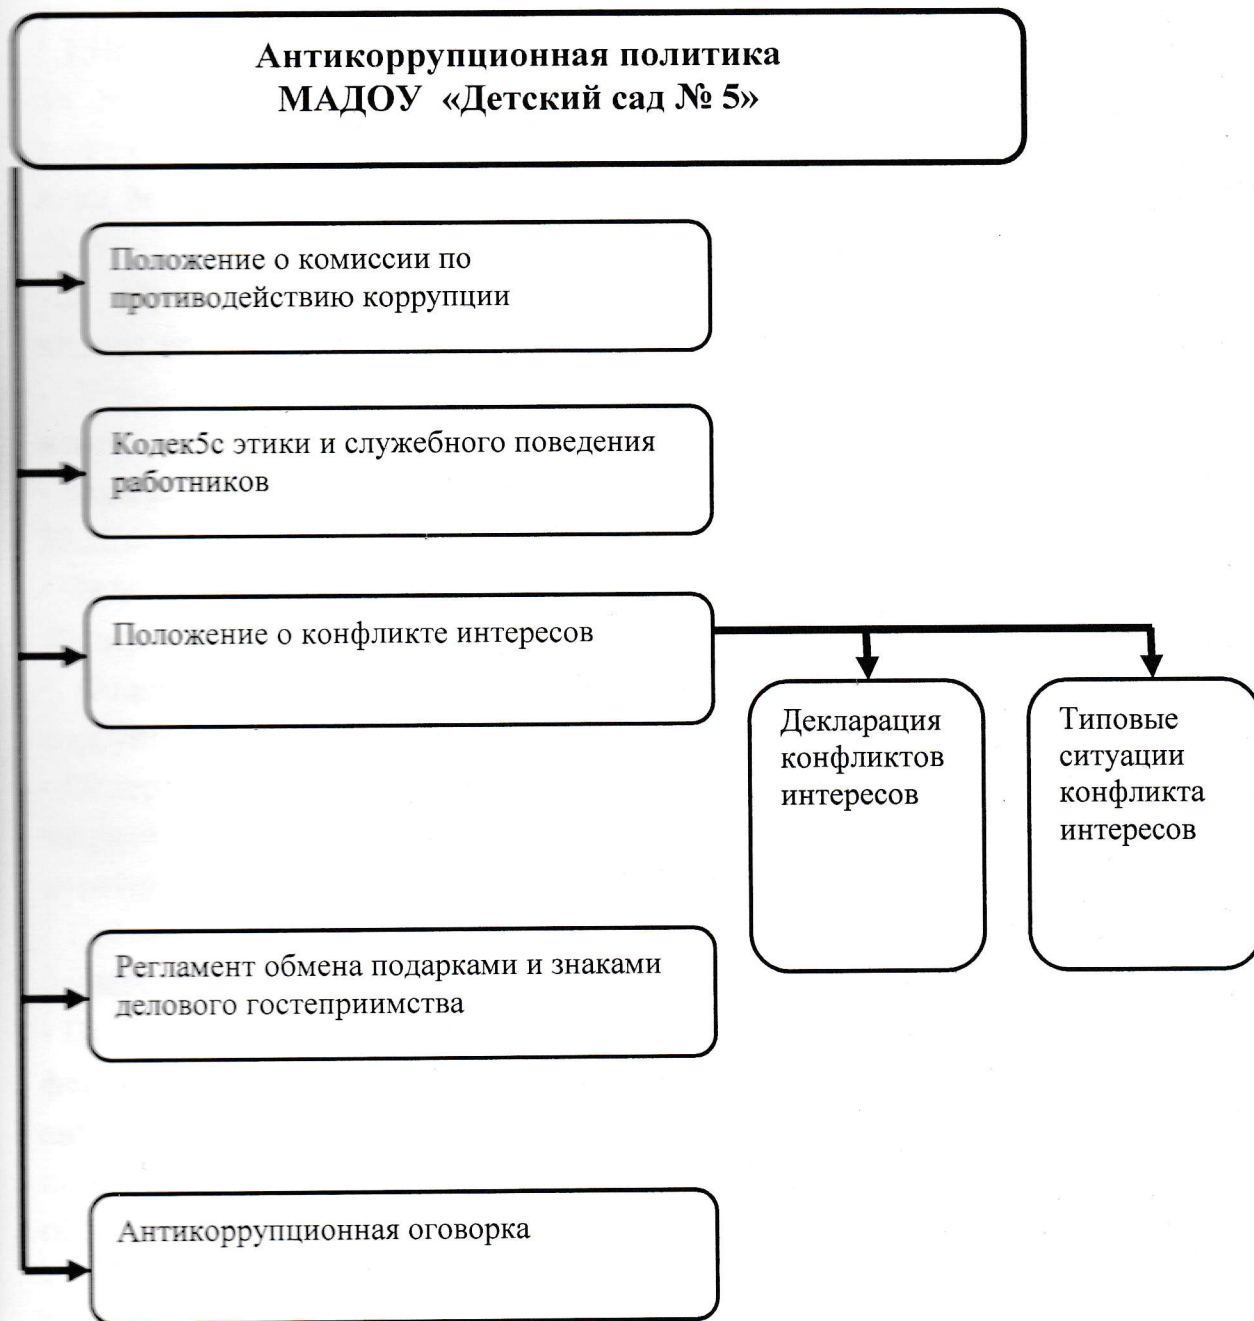 Антикоррупционная политика
МАДОУ «Детский сад № 5»
Положение о комиссии по
противодействию коррупции
Кодек5с этики и служебного поведения
работников
Положение о конфликте интересов
Декларация
конфликтов
интересов
Типовые
ситуации
конфликта
интересов
Регламент обмена подарками и знаками
делового гостеприимства
Антикоррупционная оговорка